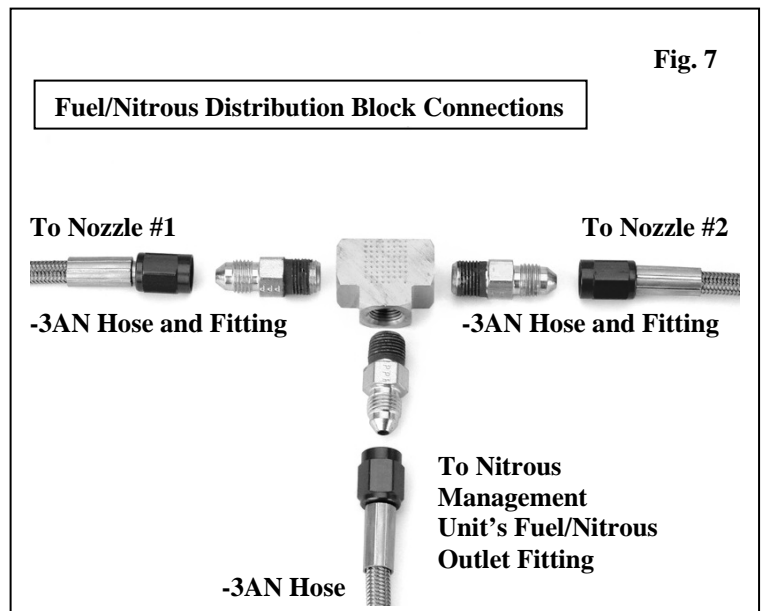 Fig. 7
Fuel/Nitrous Distribution Block Connections
To Nozzle #1
To Nozzle #2
-3AN Hose and Fitting
-3AN Hose and Fitting
To Nitrous
Management
Unit’s Fuel/Nitrous
Outlet Fitting
-3AN Hose